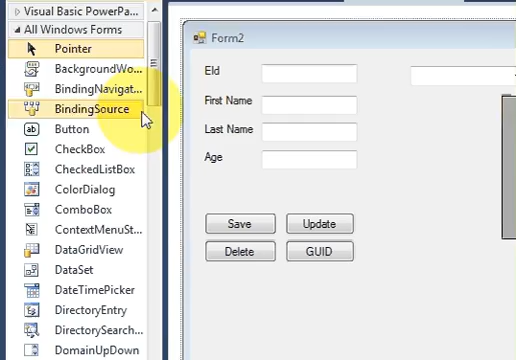 Visual Basic PowerPa...
All Windows Forms
Pointer
BackgroundWo...
BindingNavigat...
BindingSource
Button
CheckBox
CheckedListBox
ColorDialog
ComboBox
ContextMenuSt...
DataGridView
DataSet
DateTimePicker
DirectoryEntry
DirectorySearch...
DomainUpDown
Form2
EId
First Name
Last Name
Age
Save Update
Delete GUID